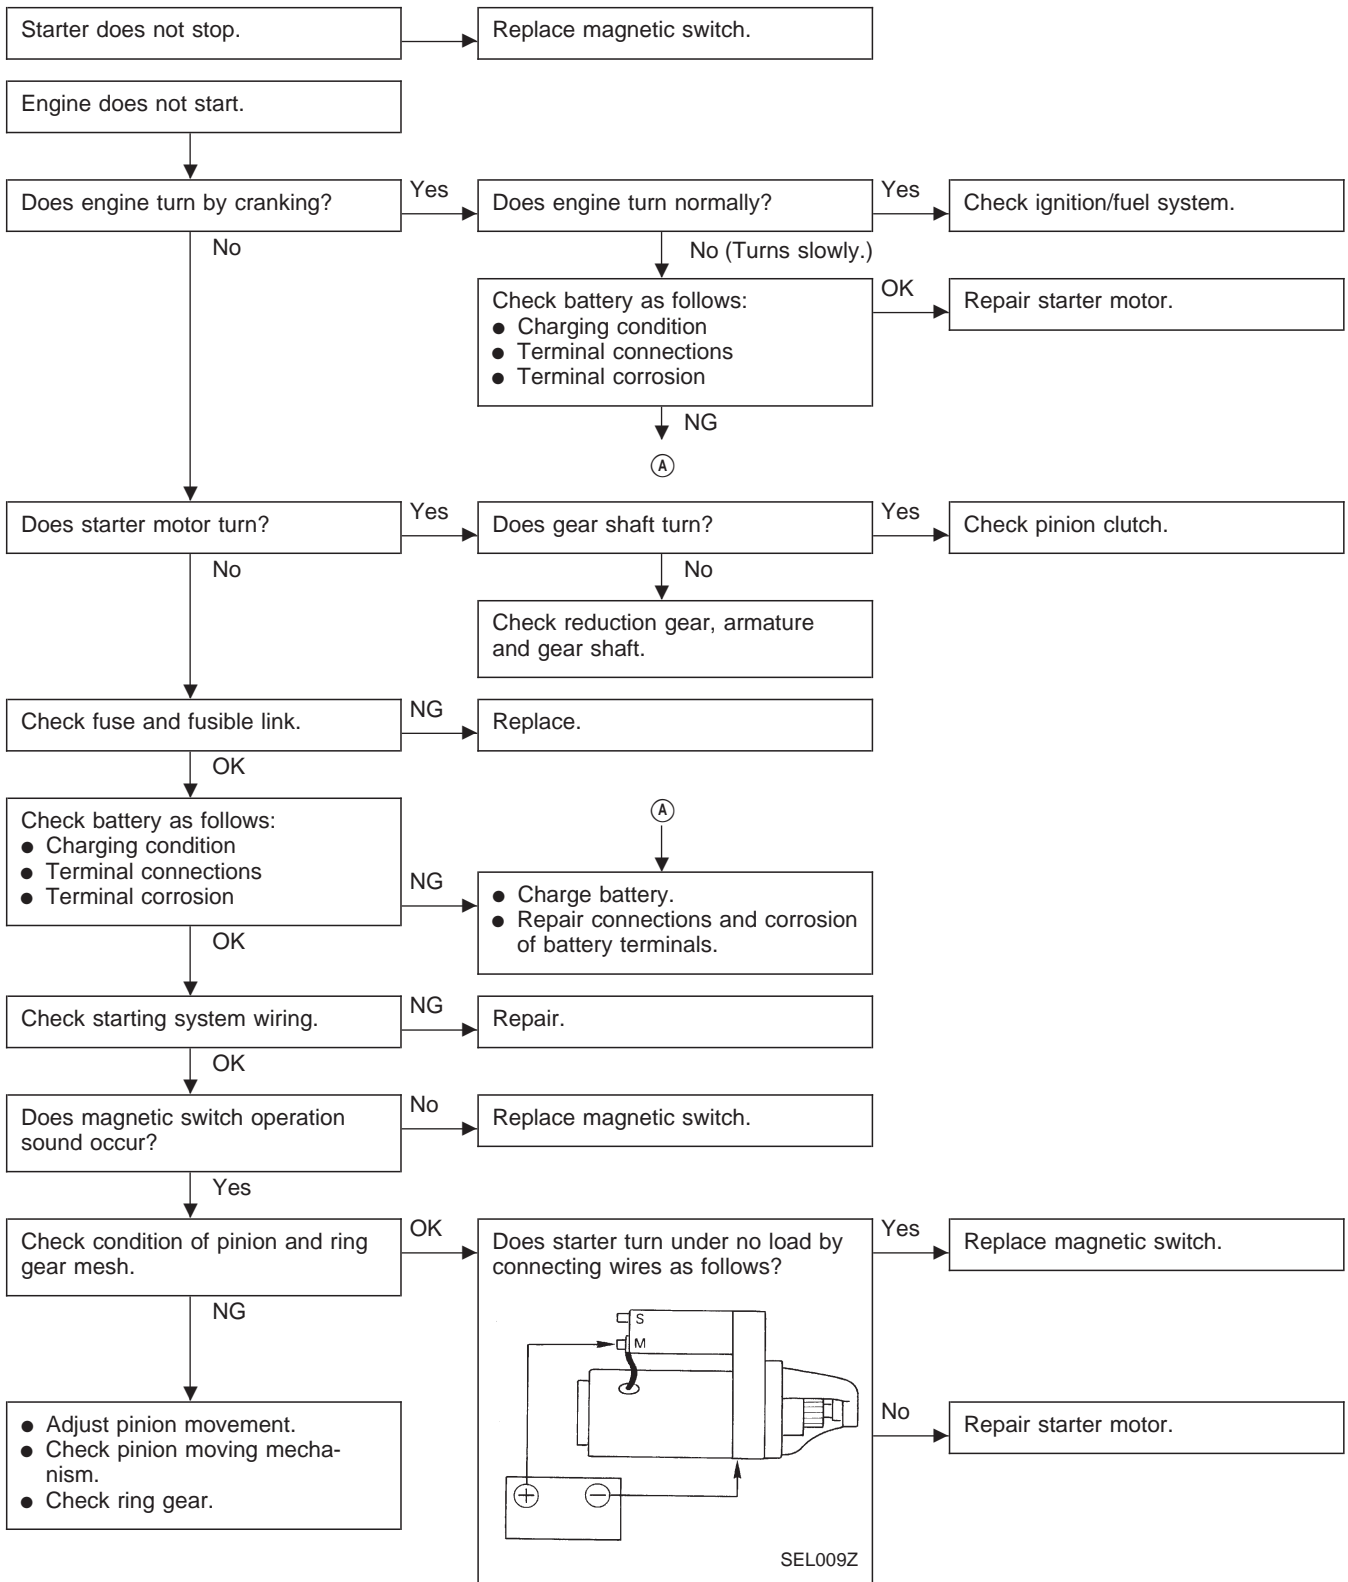 Starter does not stop.
Replace magnetic switch.
Engine does not start.
Does engine turn by cranking?
Yes
Does engine turn normally?
Yes
Check ignition/fuel system.
No
No (Turns slowly.)
Check battery as follows:
● Charging condition
● Terminal connections
● Terminal corrosion
OK
Repair starter motor.
NG
A
Does starter motor turn?
Yes
Does gear shaft turn?
Yes
Check pinion clutch.
No
No
Check reduction gear, armature
and gear shaft.
Check fuse and fusible link.
NG
Replace.
OK
Check battery as follows:
● Charging condition
● Terminal connections
● Terminal corrosion
NG
A
● Charge battery.
● Repair connections and corrosion
of battery terminals.
OK
Check starting system wiring.
NG
Repair.
OK
Does magnetic switch operation
sound occur?
No
Replace magnetic switch.
Yes
Check condition of pinion and ring
gear mesh.
OK
Does starter turn under no load by
connecting wires as follows?
Yes
Replace magnetic switch.
NG
S
M
No
Repair starter motor.
● Adjust pinion movement.
● Check pinion moving mecha-
nism.
● Check ring gear.
+
−
SEL009Z